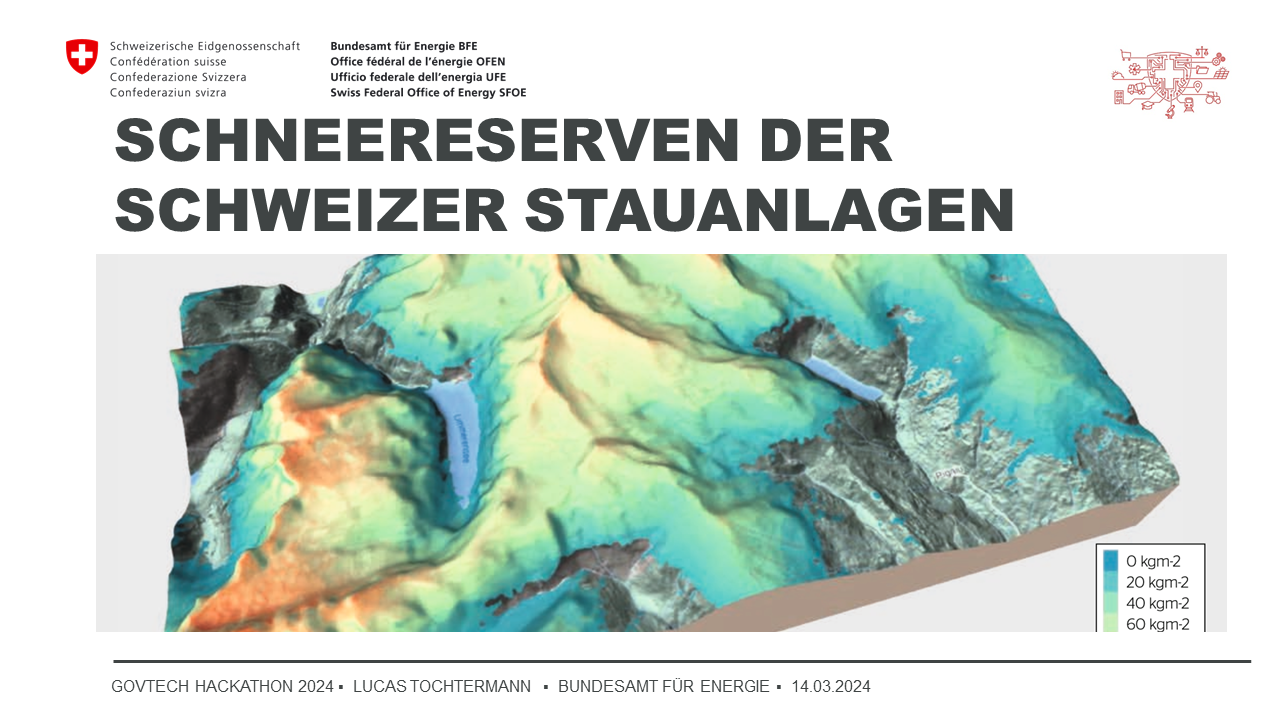 Schweizerische Eidgenossenschaft
Confédération suisse
Confederazione Svizzera
Confederaziun svizra
Bundesamt für Energie BFE
Office fédéral de l'énergie OFEN
Ufficio federale dell'energia UFE
Swiss Federal Office of Energy SFOE
SCHNEERESERVEN DER
SCHWEIZER STAUANLAGEN
Limmerensee
0 kgm-2
20 kgm-2
40 kgm-2
60 kgm-2
GOVTECH HACKATHON 2024 ▪ LUCAS TOCHTERMANN ▪ BUNDESAMT FÜR ENERGIE ▪ 14.03.2024